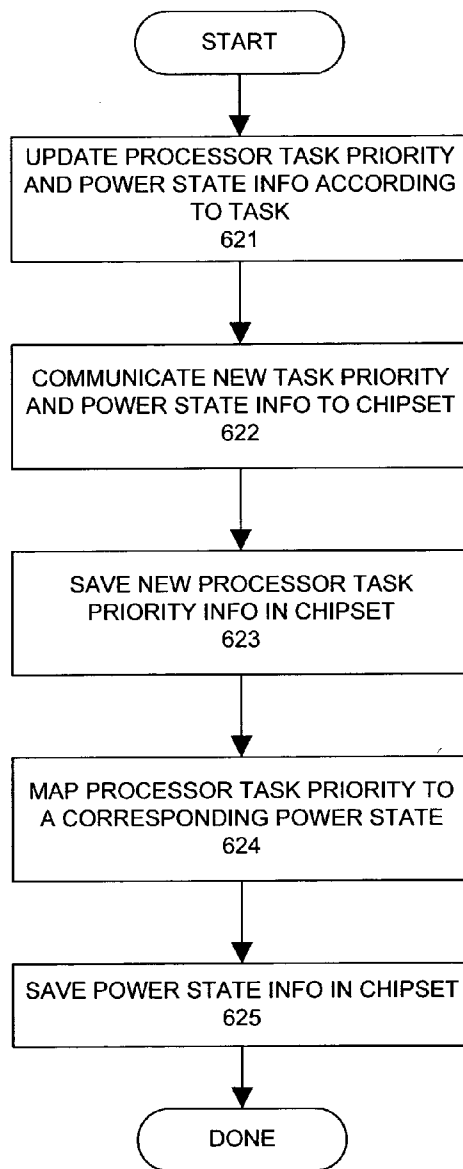 START
UPDATE PROCESSOR TASK PRIORITY
AND POWER STATE INFO ACCORDING
TO TASK
621
COMMUNICATE NEW TASK PRIORITY
AND POWER STATE INFO TO CHIPSET
622
SAVE NEW PROCESSOR TASK
PRIORITY INFO IN CHIPSET
623
MAP PROCESSOR TASK PRIORITY TO
A CORRESPONDING POWER STATE
624
SAVE POWER STATE INFO IN CHIPSET
625
DONE